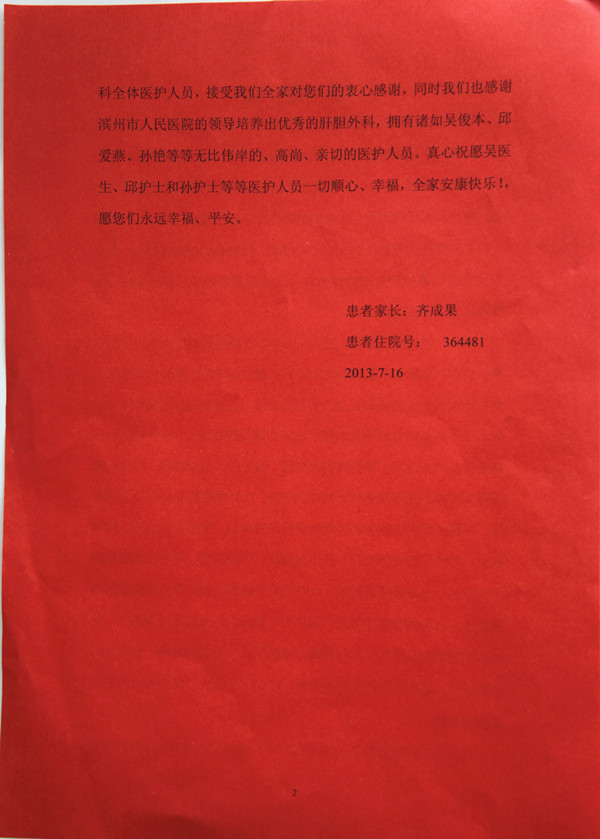 科全体医护人员，接受我们全家对您们的衷心感谢，同时我们也感谢
滨州市人民医院的领导培养出优秀的肝胆外科，拥有诸如吴俊本、邱
爱燕、孙艳等等无比伟岸的、高尚、亲切的医护人员。真心祝愿吴医
生、邱护士和孙护士等等医护人员一切顺心、幸福，全家安康快乐！，
愿您们永远幸福、平安。
患者家长：齐成果
患者住院号： 364481
2013-7-16
2